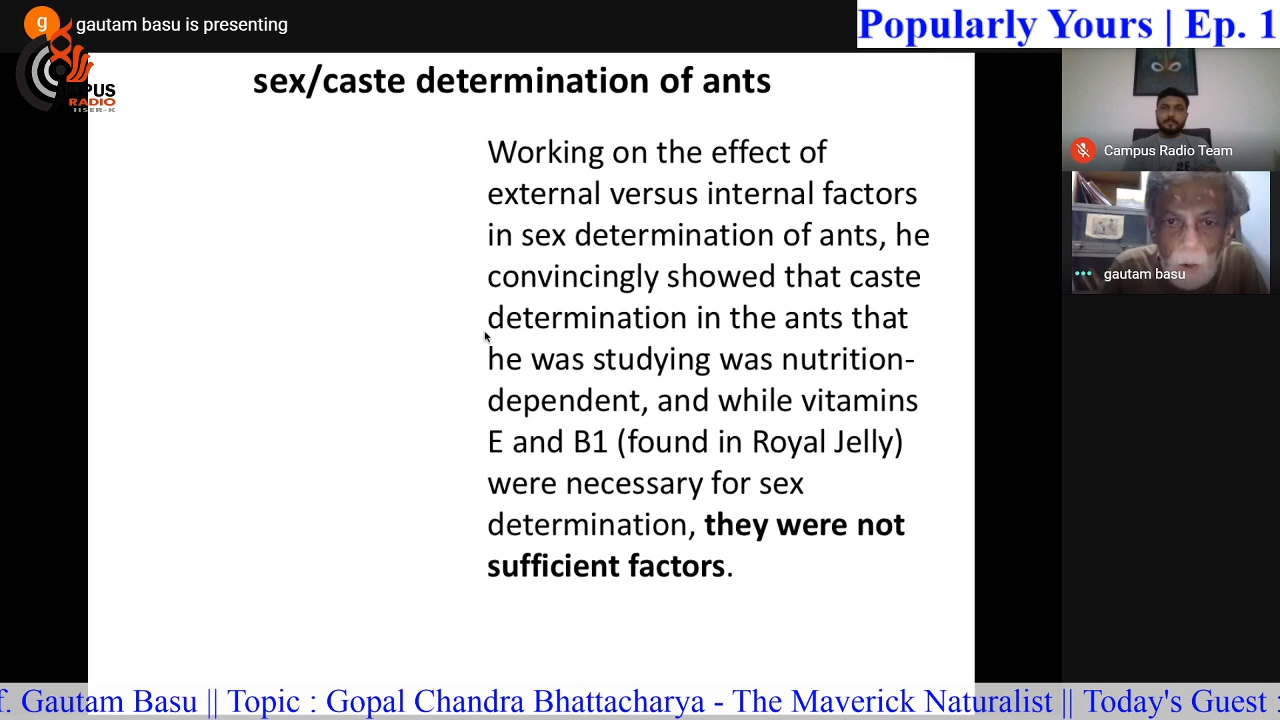 g
gautam basu is presenting
Popularly Yours | Ep. 1
MPUS
RADIO
IISER-K
sex/caste determination of ants
Working on the effect of
external versus internal factors
in sex determination of ants, he
convincingly showed that caste
determination in the ants that
he was studying was nutrition-
dependent, and while vitamins
E and B1 (found in Royal Jelly)
were necessary for sex
determination, they were not
sufficient factors.
Campus Radio Team
gautam basu
f. Gautam Basu || Topic : Gopal Chandra Bhattacharya - The Maverick Naturalist || Today's Guest